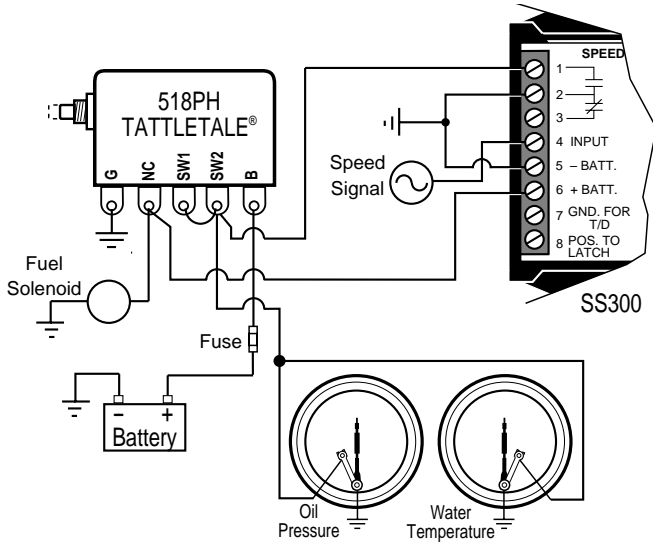 518PH
TATTLETALE®
G NC SW1 SW2 B
SPEED
1
2
3
4 INPUT
5 – BATT.
6 + BATT.
7 GND. FOR
T/D
8 POS. TO
LATCH
SS300
Speed
Signal
Fuel
Solenoid
Fuse
– +
Battery
Oil
Pressure
Water
Temperature